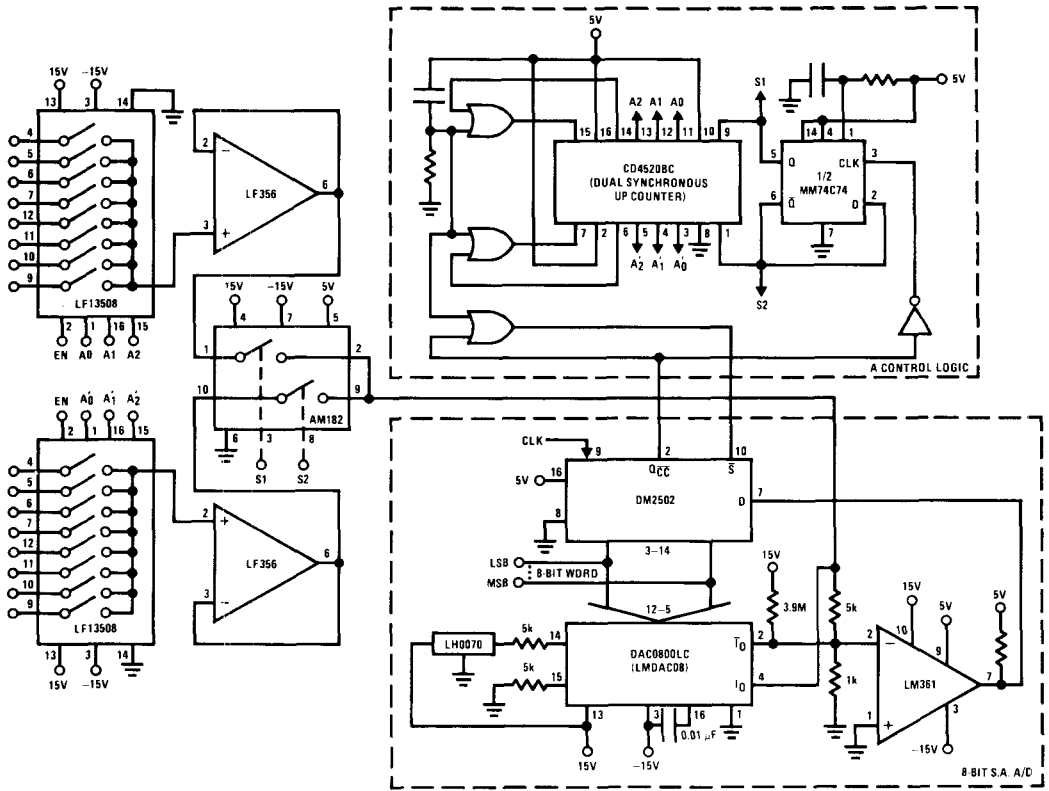 15V
-15V
13
3
14
4
5
6
7
12
11
10
9
LF13508
2
1
16
15
EN
A0
A1
A2
2
−
LF356
6
3
+
15V
-15V
5V
4
7
5
1
2
10
9
AM182
6
3
8
S1
S2
EN
A'0
A'1
A'2
2
1
16
15
4
5
6
7
12
11
10
9
LF13508
13
3
14
15V
-15V
2
+
LF356
6
3
−
5V
A2
A1
A0
15
16
14
13
12
11
10
9
CD4520BC
(DUAL SYNCHRONOUS
UP COUNTER)
7
2
6
5
4
3
8
1
A'2
A'1
A'0
S1
5V
14
4
1
5
Q
CLK
3
1/2
MM74C74
6
Q̅
D
2
7
S2
A CONTROL LOGIC
CLK
9
2
10
5V
16
Q̅C̅C̅
S̅
DM2502
D
7
8
3-14
LSB
8-BIT WORD
MSB
12-5
15V
3.9M
5k
LH0070
5k
14
DAC0800LC
(LMDAC08)
I̅O
2
5k
15
IO
4
1k
13
3
16
1
0.01 μF
15V
-15V
15V
5V
5V
10
9
2
−
LM361
7
1
+
3
-15V
8-BIT S.A. A/D